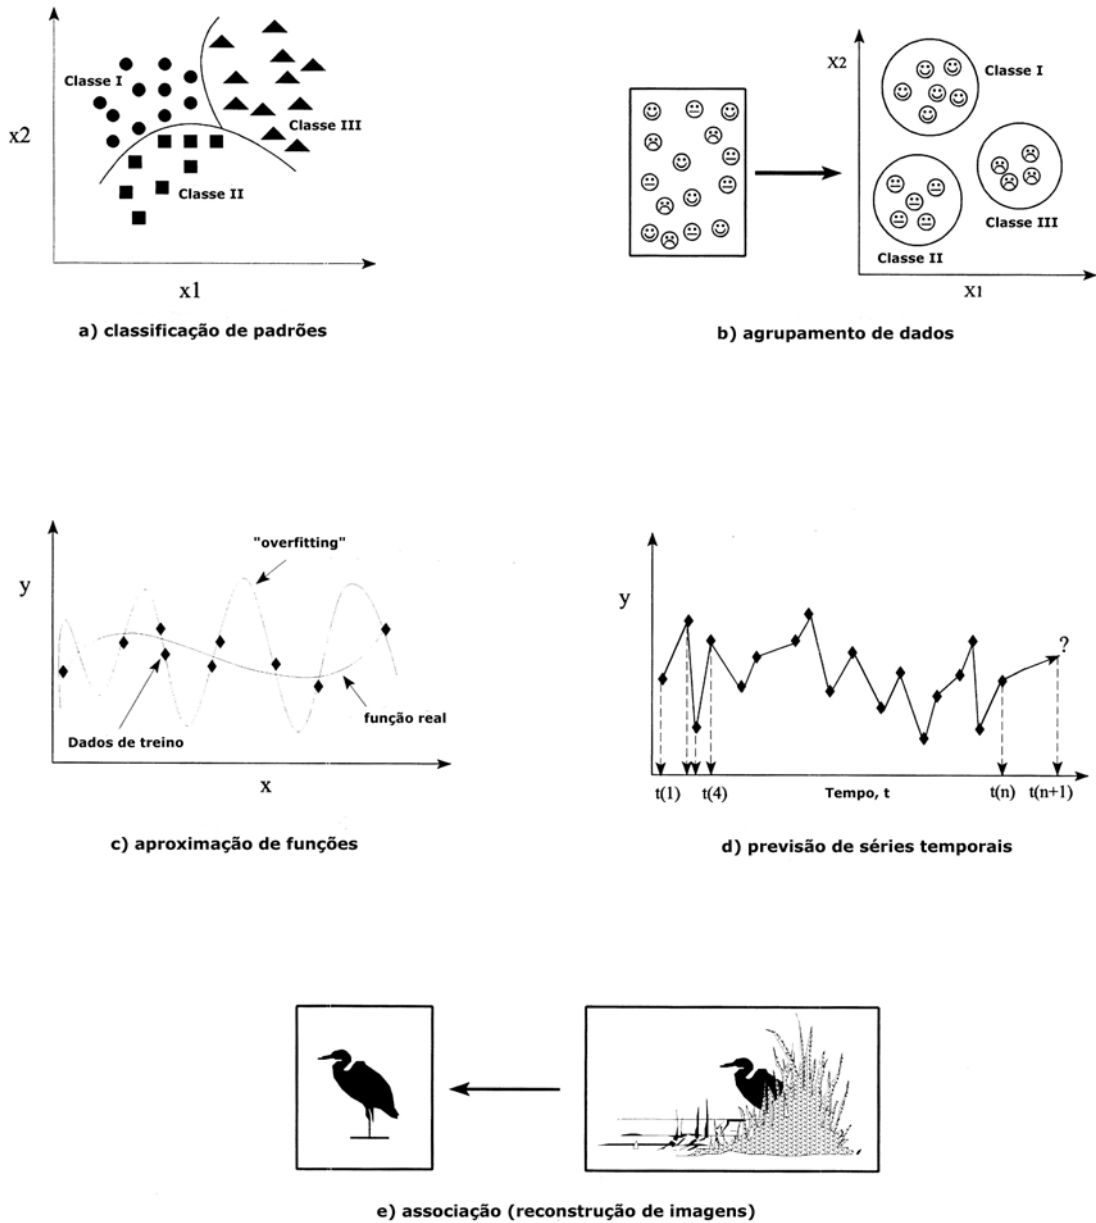 x2
Classe I
Classe III
Classe II
x1
a) classificação de padrões
X2
Classe I
Classe III
Classe II
X1
b) agrupamento de dados
y
"overfitting"
função real
Dados de treino
x
c) aproximação de funções
y
?
t(1)
t(4)
Tempo, t
t(n)
t(n+1)
d) previsão de séries temporais
e) associação (reconstrução de imagens)